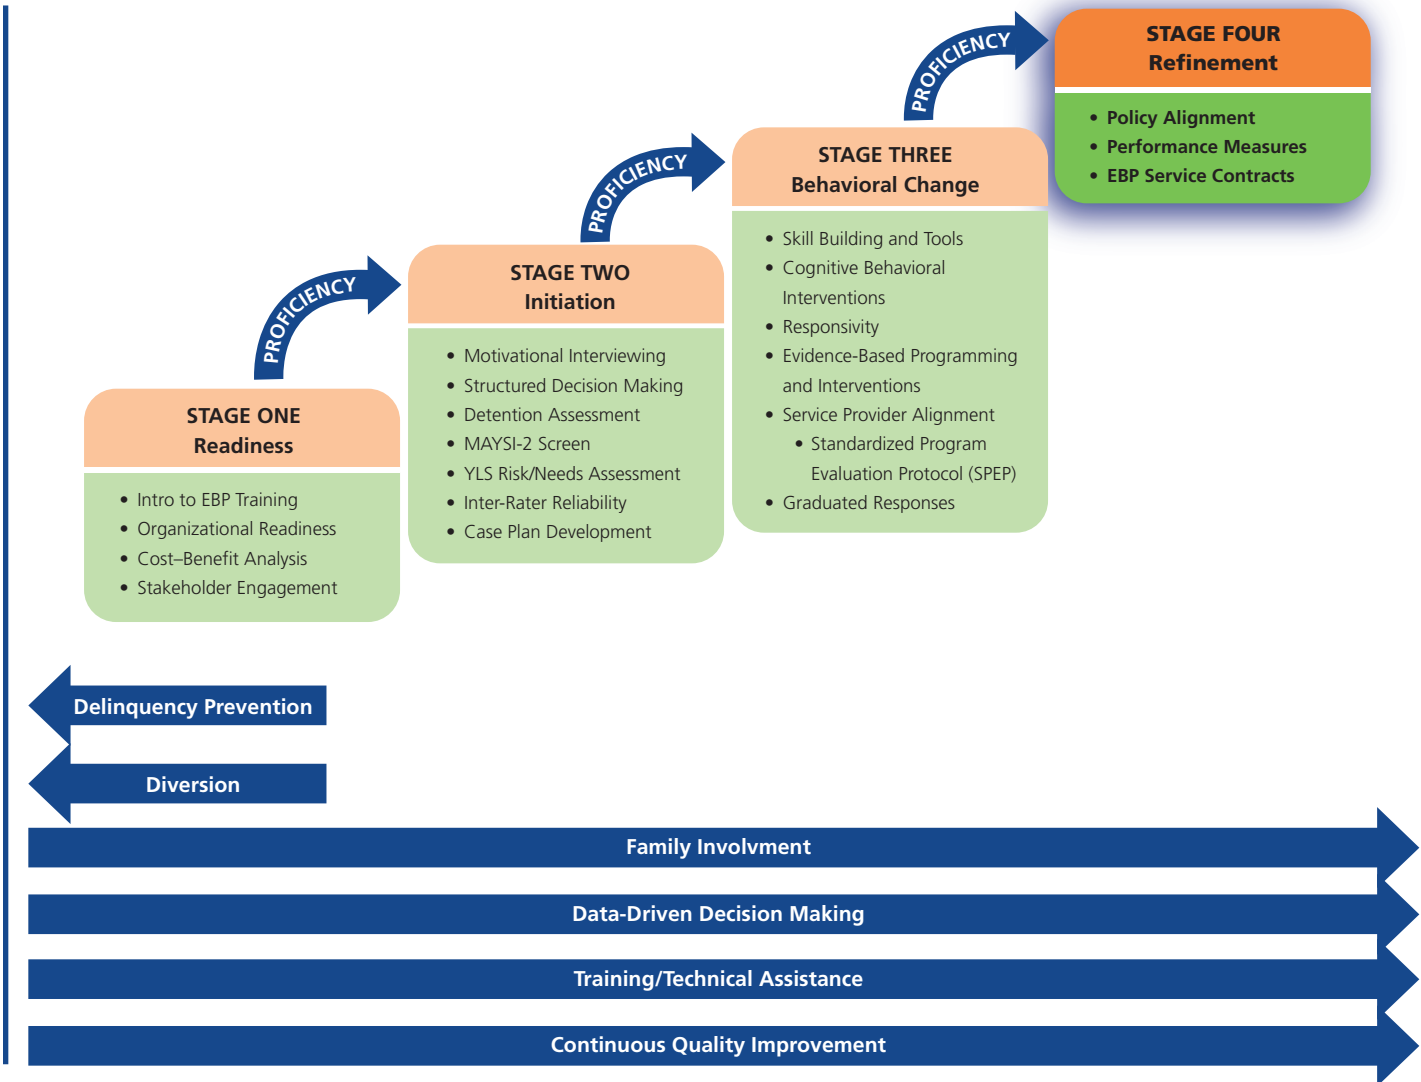 STAGE ONE
Readiness
• Intro to EBP Training
• Organizational Readiness
• Cost–Benefit Analysis
• Stakeholder Engagement
PROFICIENCY
STAGE TWO
Initiation
• Motivational Interviewing
• Structured Decision Making
• Detention Assessment
• MAYSI-2 Screen
• YLS Risk/Needs Assessment
• Inter-Rater Reliability
• Case Plan Development
PROFICIENCY
STAGE THREE
Behavioral Change
• Skill Building and Tools
• Cognitive Behavioral
Interventions
• Responsivity
• Evidence-Based Programming
and Interventions
• Service Provider Alignment
• Standardized Program
Evaluation Protocol (SPEP)
• Graduated Responses
PROFICIENCY
STAGE FOUR
Refinement
• Policy Alignment
• Performance Measures
• EBP Service Contracts
Delinquency Prevention
Diversion
Family Involvment
Data-Driven Decision Making
Training/Technical Assistance
Continuous Quality Improvement